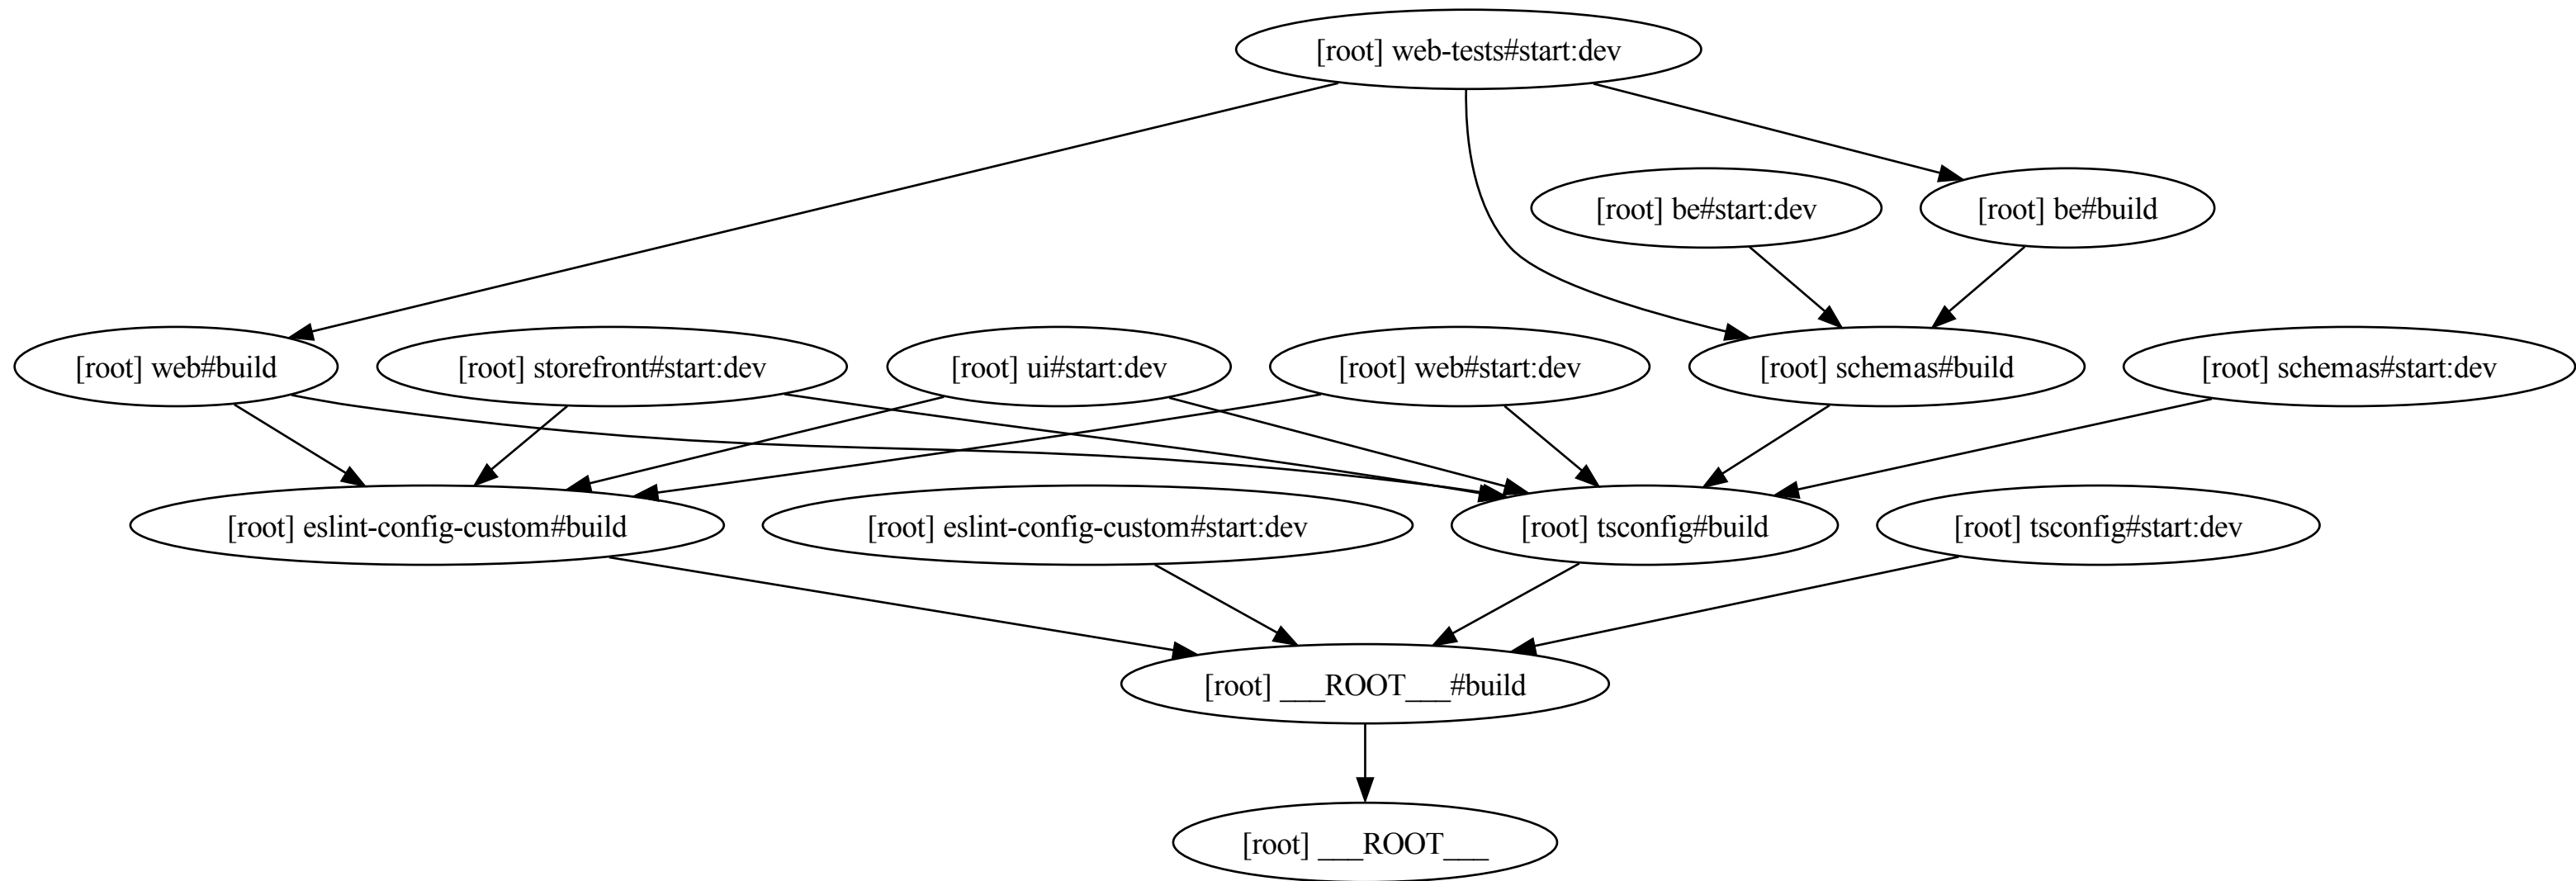 [root] web-tests#start:dev
[root] be#start:dev
[root] be#build
[root] web#build
[root] storefront#start:dev
[root] ui#start:dev
[root] web#start:dev
[root] schemas#build
[root] schemas#start:dev
[root] eslint-config-custom#build
[root] eslint-config-custom#start:dev
[root] tsconfig#build
[root] tsconfig#start:dev
[root] ___ROOT___#build
[root] ___ROOT___